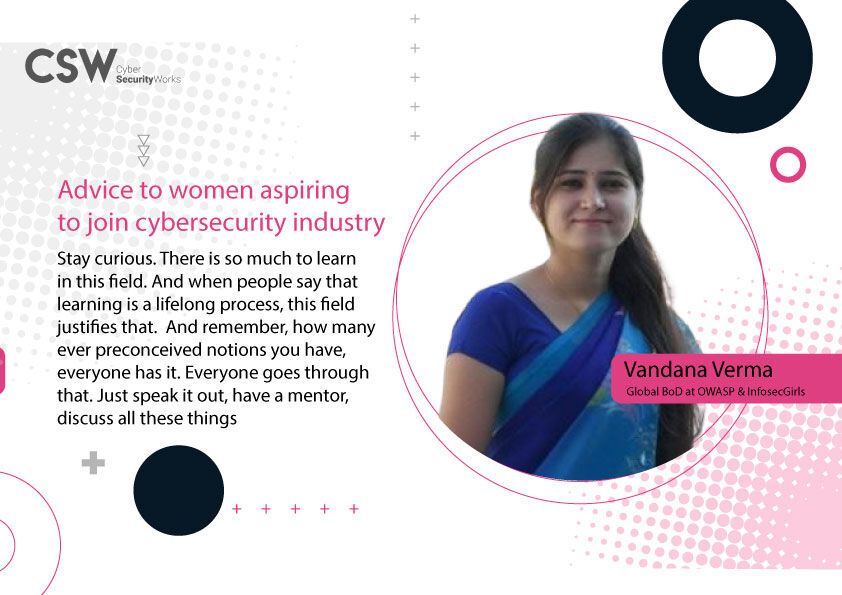 CSW Cyber
SecurityWorks
Advice to women aspiring
to join cybersecurity industry
Stay curious. There is so much to learn
in this field. And when people say that
learning is a lifelong process, this field
justifies that.  And remember, how many
ever preconceived notions you have,
everyone has it. Everyone goes through
that. Just speak it out, have a mentor,
discuss all these things
Vandana Verma
Global BoD at OWASP & InfosecGirls